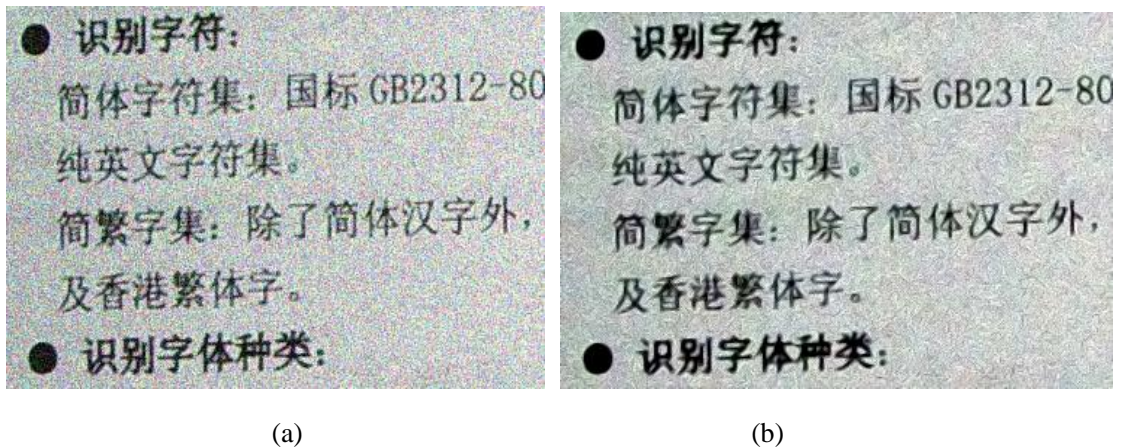 ● 识别字符：
简体字符集：国标 GB2312-80
纯英文字符集。
简繁字集：除了简体汉字外，
及香港繁体字。
● 识别字体种类：
● 识别字符：
简体字符集：国标 GB2312-80
纯英文字符集。
简繁字集：除了简体汉字外，
及香港繁体字。
● 识别字体种类：
(a)
(b)